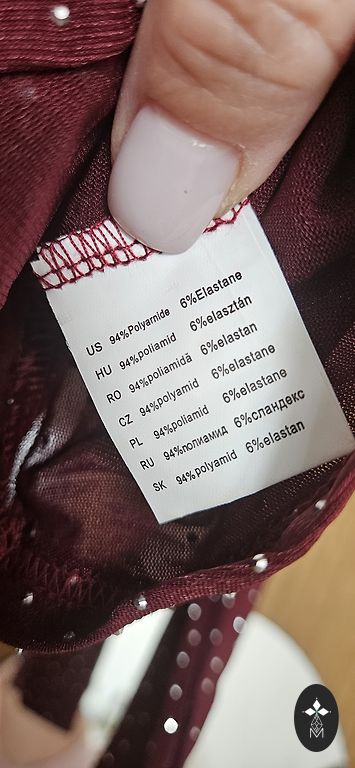 US 94%Polyamide 6%Elastane
HU 94%poliamid 6%elasztán
RO 94%poliamidă 6%elastan
CZ 94%polyamid 6%elastane
PL 94%poliamid 6%elastane
RU 94%полиамид 6%спандекс
SK 94%polyamid 6%elastan
M